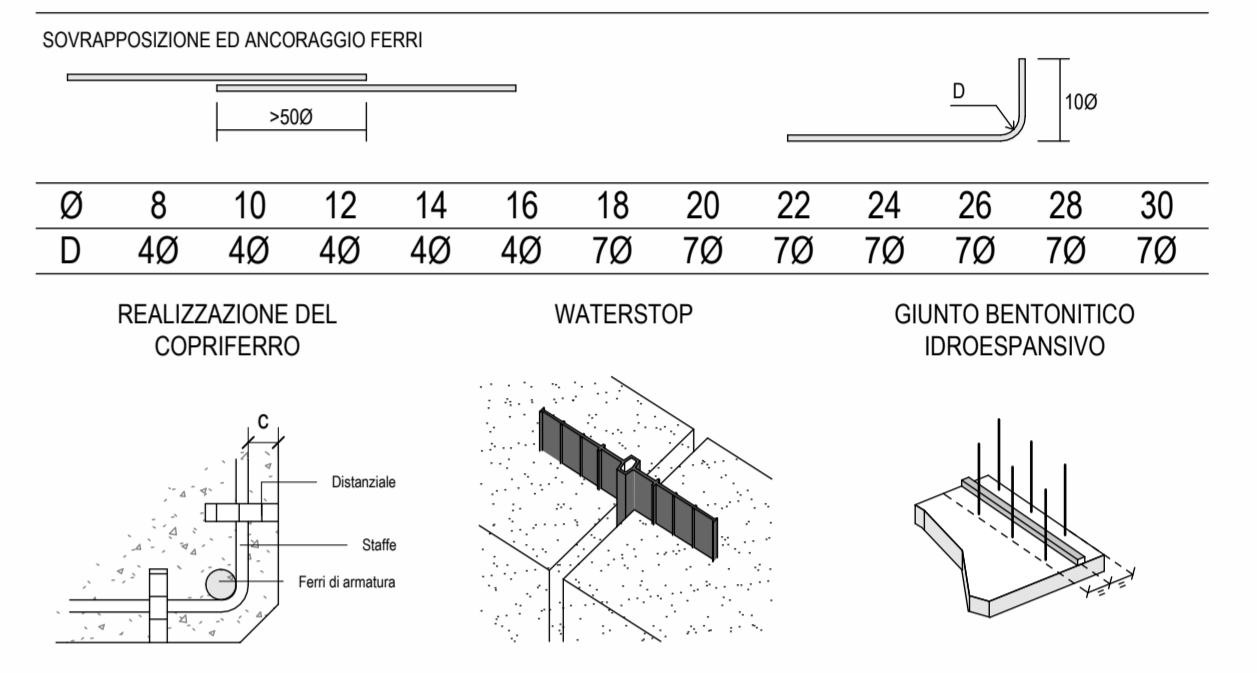 SOVRAPPOSIZIONE ED ANCORAGGIO FERRI
>50Ø
D
10Ø
Ø 8 10 12 14 16 18 20 22 24 26 28 30
D 4Ø 4Ø 4Ø 4Ø 4Ø 7Ø 7Ø 7Ø 7Ø 7Ø 7Ø 7Ø
REALIZZAZIONE DEL
COPRIFERRO
C
Distanziale
Staffe
Ferri di armatura
WATERSTOP
GIUNTO BENTONITICO
IDROESPANSIVO